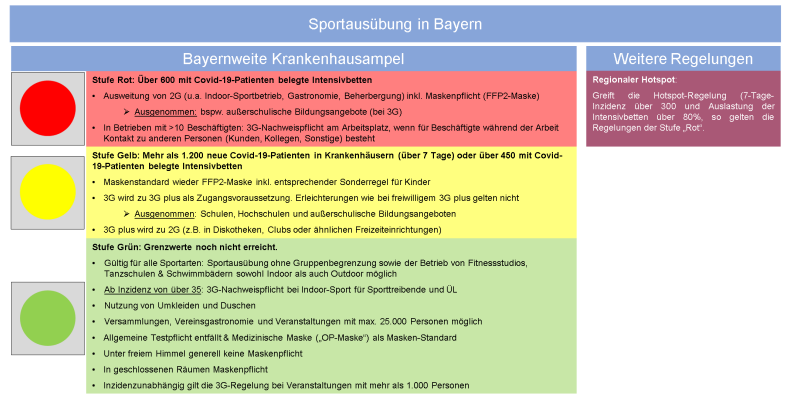 Sportausübung in Bayern
Bayernweite Krankenhausampel
Stufe Rot: Über 600 mit Covid-19-Patienten belegte Intensivbetten
• Ausweitung von 2G (u.a. Indoor-Sportbetrieb, Gastronomie, Beherbergung) inkl. Maskenpflicht (FFP2-Maske)
➢ Ausgenommen: bspw. außerschulische Bildungsangebote (bei 3G)
• In Betrieben mit >10 Beschäftigten: 3G-Nachweispflicht am Arbeitsplatz, wenn für Beschäftigte während der Arbeit
Kontact zu anderen Personen (Kunden, Kollegen, Sonstige) besteht
Stufe Gelb: Mehr als 1.200 neue Covid-19-Patienten in Krankenhäusern (über 7 Tage) oder über 450 mit Covid-
19-Patienten belegte Intensivbetten
• Maskenstandard wieder FFP2-Maske inkl. entsprechender Sonderregel für Kinder
• 3G wird zu 3G plus als Zugangsvoraussetzung. Erleichterungen wie bei freiwilligem 3G plus gelten nicht
➢ Ausgenommen: Schulen, Hochschulen und außerschulische Bildungsangeboten
• 3G plus wird zu 2G (z.B. in Diskotheken, Clubs oder ähnlichen Freizeiteinrichtungen)
Stufe Grün: Grenzwerte noch nicht erreicht.
• Gültig für alle Sportarten: Sportausübung ohne Gruppenbegrenzung sowie der Betrieb von Fitnessstudios,
Tanzschulen & Schwimmbädern sowohl Indoor als auch Outdoor möglich
• Ab Inzidenz von über 35: 3G-Nachweispflicht bei Indoor-Sport für Sporttreibende und ÜL
• Nutzung von Umkleiden und Duschen
• Versammlungen, Vereinsgastronomie und Veranstaltungen mit max. 25.000 Personen möglich
• Allgemeine Testpflicht entfällt & Medizinische Maske („OP-Maske“) als Masken-Standard
• Unter freiem Himmel generell keine Maskenpflicht
• In geschlossenen Räumen Maskenpflicht
• Inzidenzunabhängig gilt die 3G-Regelung bei Veranstaltungen mit mehr als 1.000 Personen
Weitere Regelungen
Regionaler Hotspot:
Greift die Hotspot-Regelung (7-Tage-
Inzidenz über 300 und Auslastung der
Intensivbetten über 80%, so gelten die
Regelungen der Stufe „Rot“.